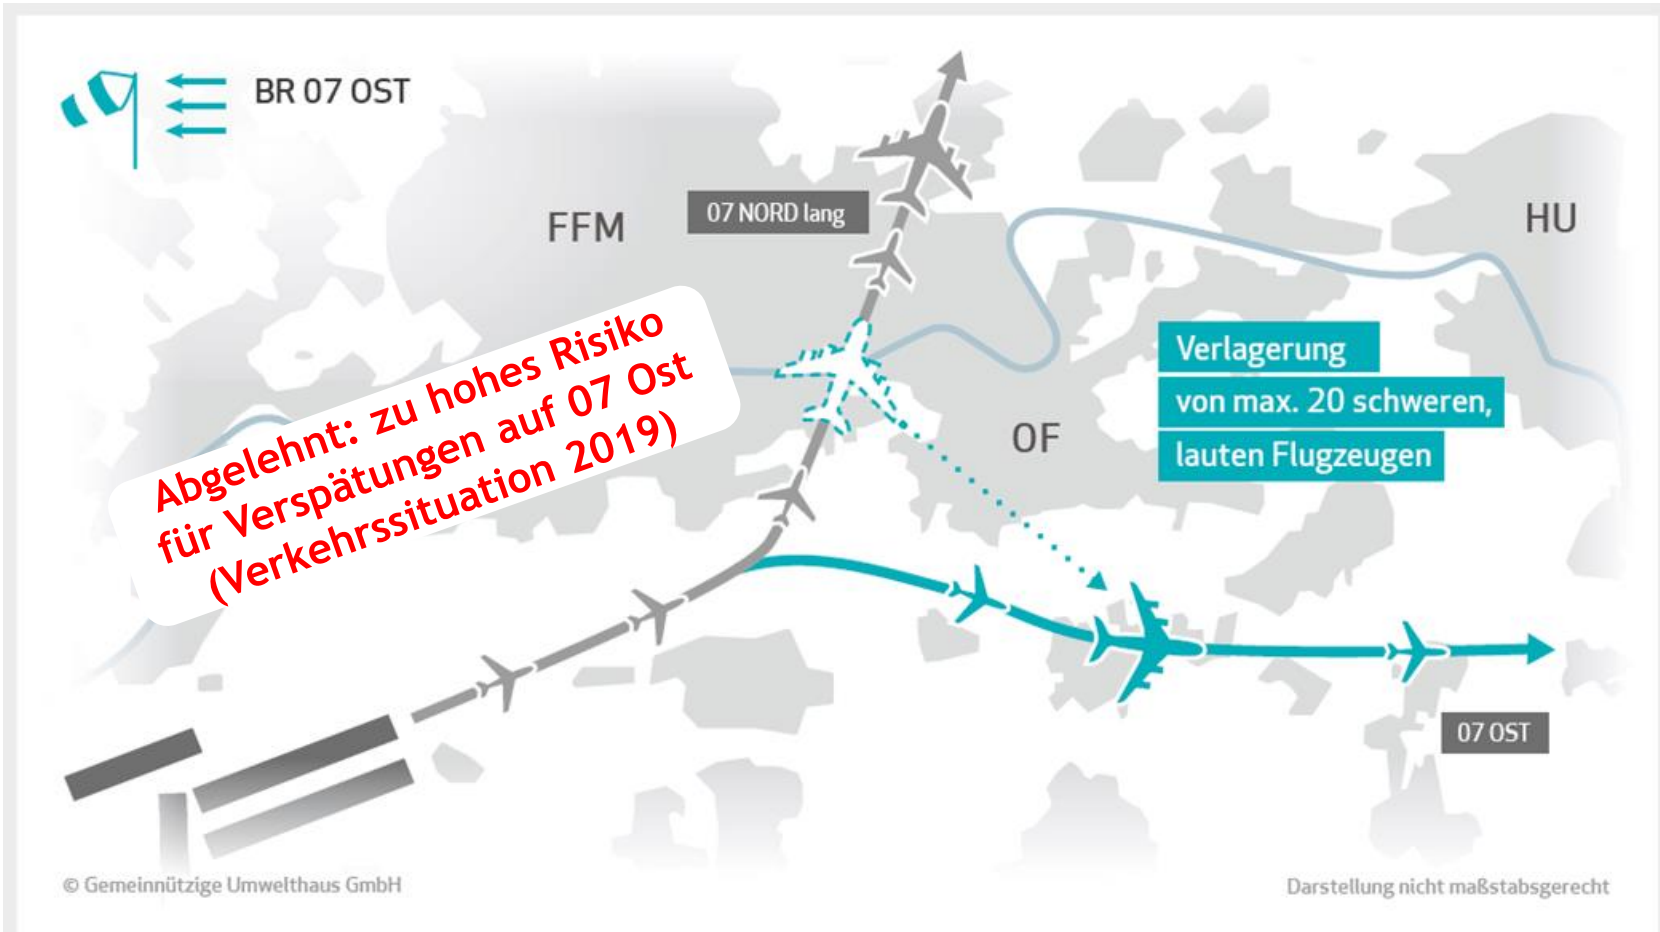 BR 07 OST
07 NORD lang
FFM
HU
Abgelehnt: zu hohes Risiko
für Verspätungen auf 07 Ost
(Verkehrssituation 2019)
Verlagerung
von max. 20 schweren,
lauten Flugzeugen
OF
07 OST
© Gemeinnützige Umwelthaus GmbH
Darstellung nicht maßstabsgerecht